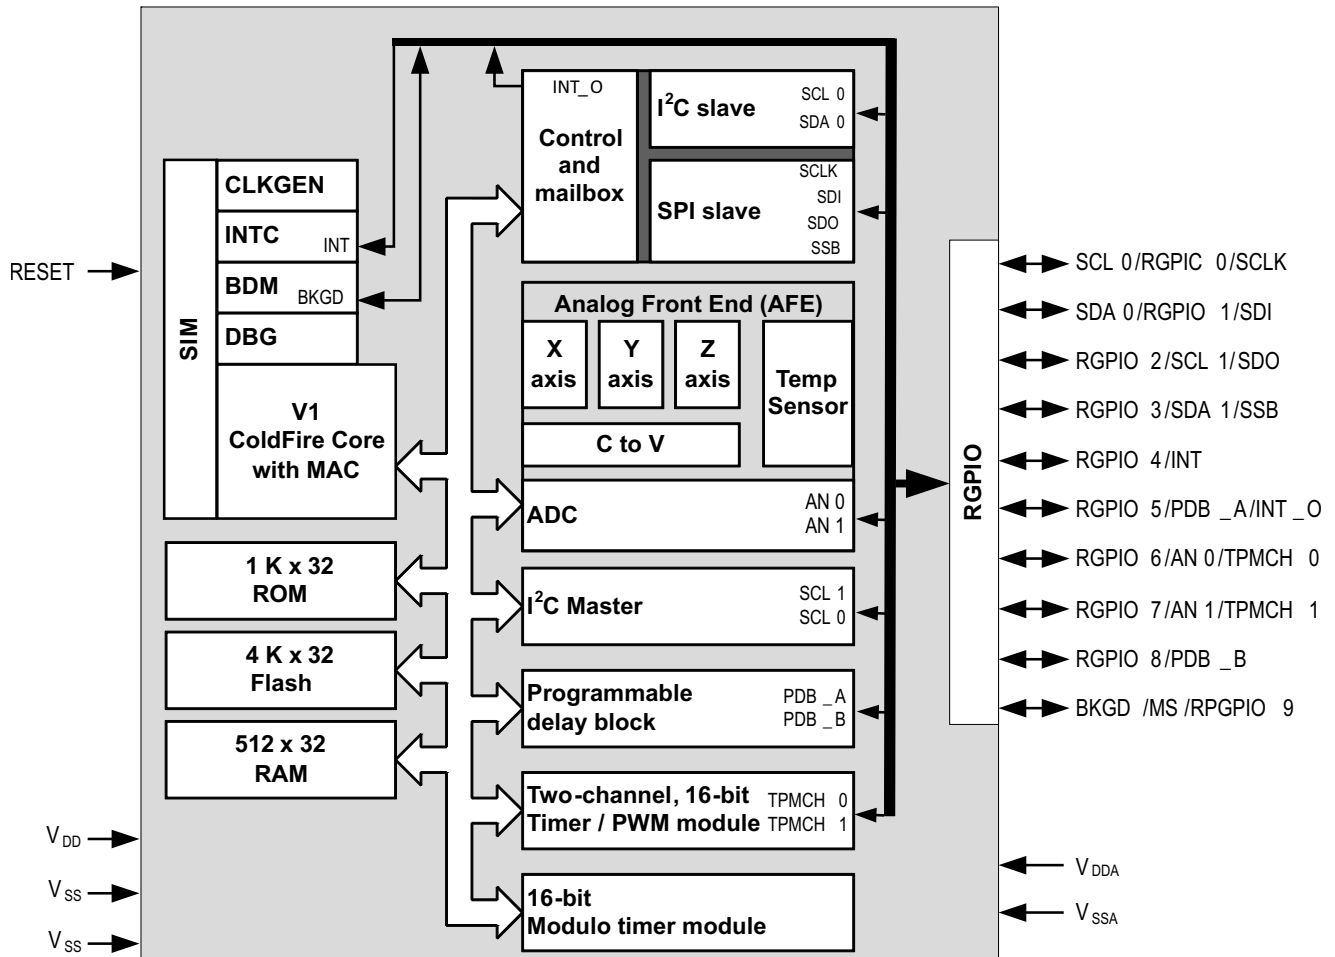 INT_O
Control
and
mailbox
I²C slave
SCL 0
SDA 0
SPI slave
SCLK
SDI
SDO
SSB
SIM
CLKGEN
INTC
INT
BDM
BKGD
DBG
V1
ColdFire Core
with MAC
1 K x 32
ROM
4 K x 32
Flash
512 x 32
RAM
Analog Front End (AFE)
X
axis
Y
axis
Z
axis
Temp
Sensor
C to V
ADC
AN 0
AN 1
I²C Master
SCL 1
SCL 0
Programmable
delay block
PDB _A
PDB _B
Two-channel, 16-bit
Timer / PWM module
TPMCH 0
TPMCH 1
16-bit
Modulo timer module
RGPIO
RESET
V DD
V SS
V SS
SCL 0/RGPIC 0/SCLK
SDA 0/RGPIO 1/SDI
RGPIO 2/SCL 1/SDO
RGPIO 3/SDA 1/SSB
RGPIO 4/INT
RGPIO 5/PDB _A/INT _O
RGPIO 6/AN 0/TPMCH 0
RGPIO 7/AN 1/TPMCH 1
RGPIO 8/PDB _B
BKGD /MS /RPGPIO 9
V DDA
V SSA